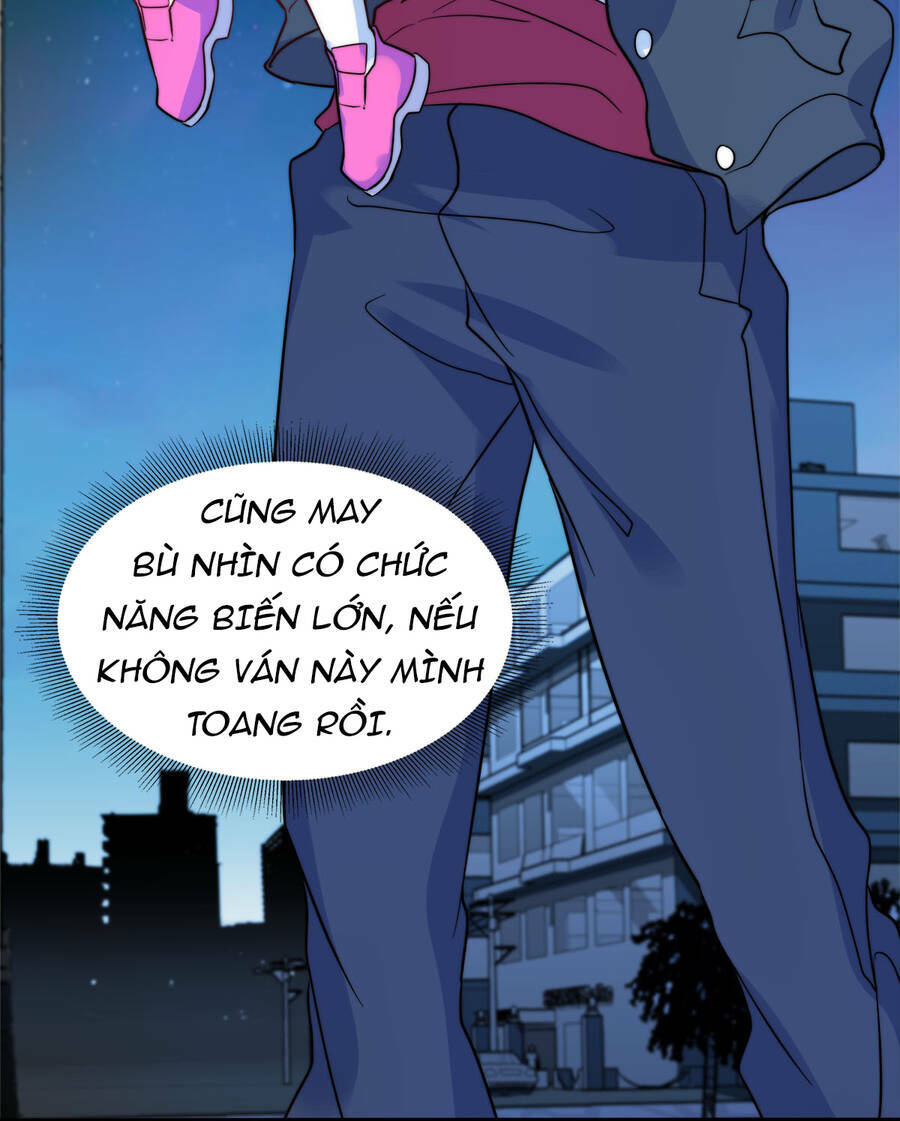 CŨNG MAY
BÙ NHÌN CÓ CHỨC
NĂNG BIẾN LỚN, NẾU
KHÔNG VÁN NÀY MÌNH
TOANG RỒI.